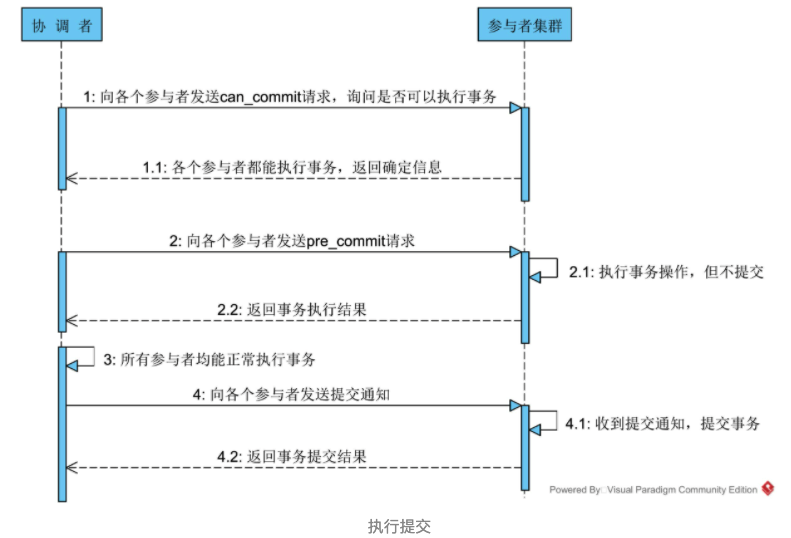 协 调 者
参与者集群
1: 向各个参与者发送can_commit请求，询问是否可以执行事务
1.1: 各个参与者都能执行事务，返回确定信息
2: 向各个参与者发送pre_commit请求
2.1: 执行事务操作，但不提交
2.2: 返回事务执行结果
3: 所有参与者均能正常执行事务
4: 向各个参与者发送提交通知
4.1: 收到提交通知，提交事务
4.2: 返回事务提交结果
Powered By Visual Paradigm Community Edition
执行提交